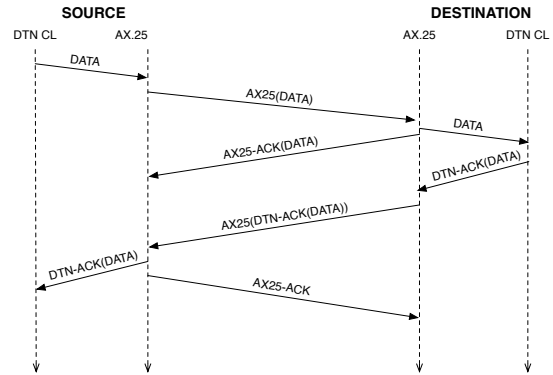 SOURCE DESTINATION
DTN CL AX.25 AX.25 DTN CL
DATA
AX25(DATA)
DATA
AX25-ACK(DATA)
DTN-ACK(DATA)
AX25(DTN-ACK(DATA))
DTN-ACK(DATA)
AX25-ACK